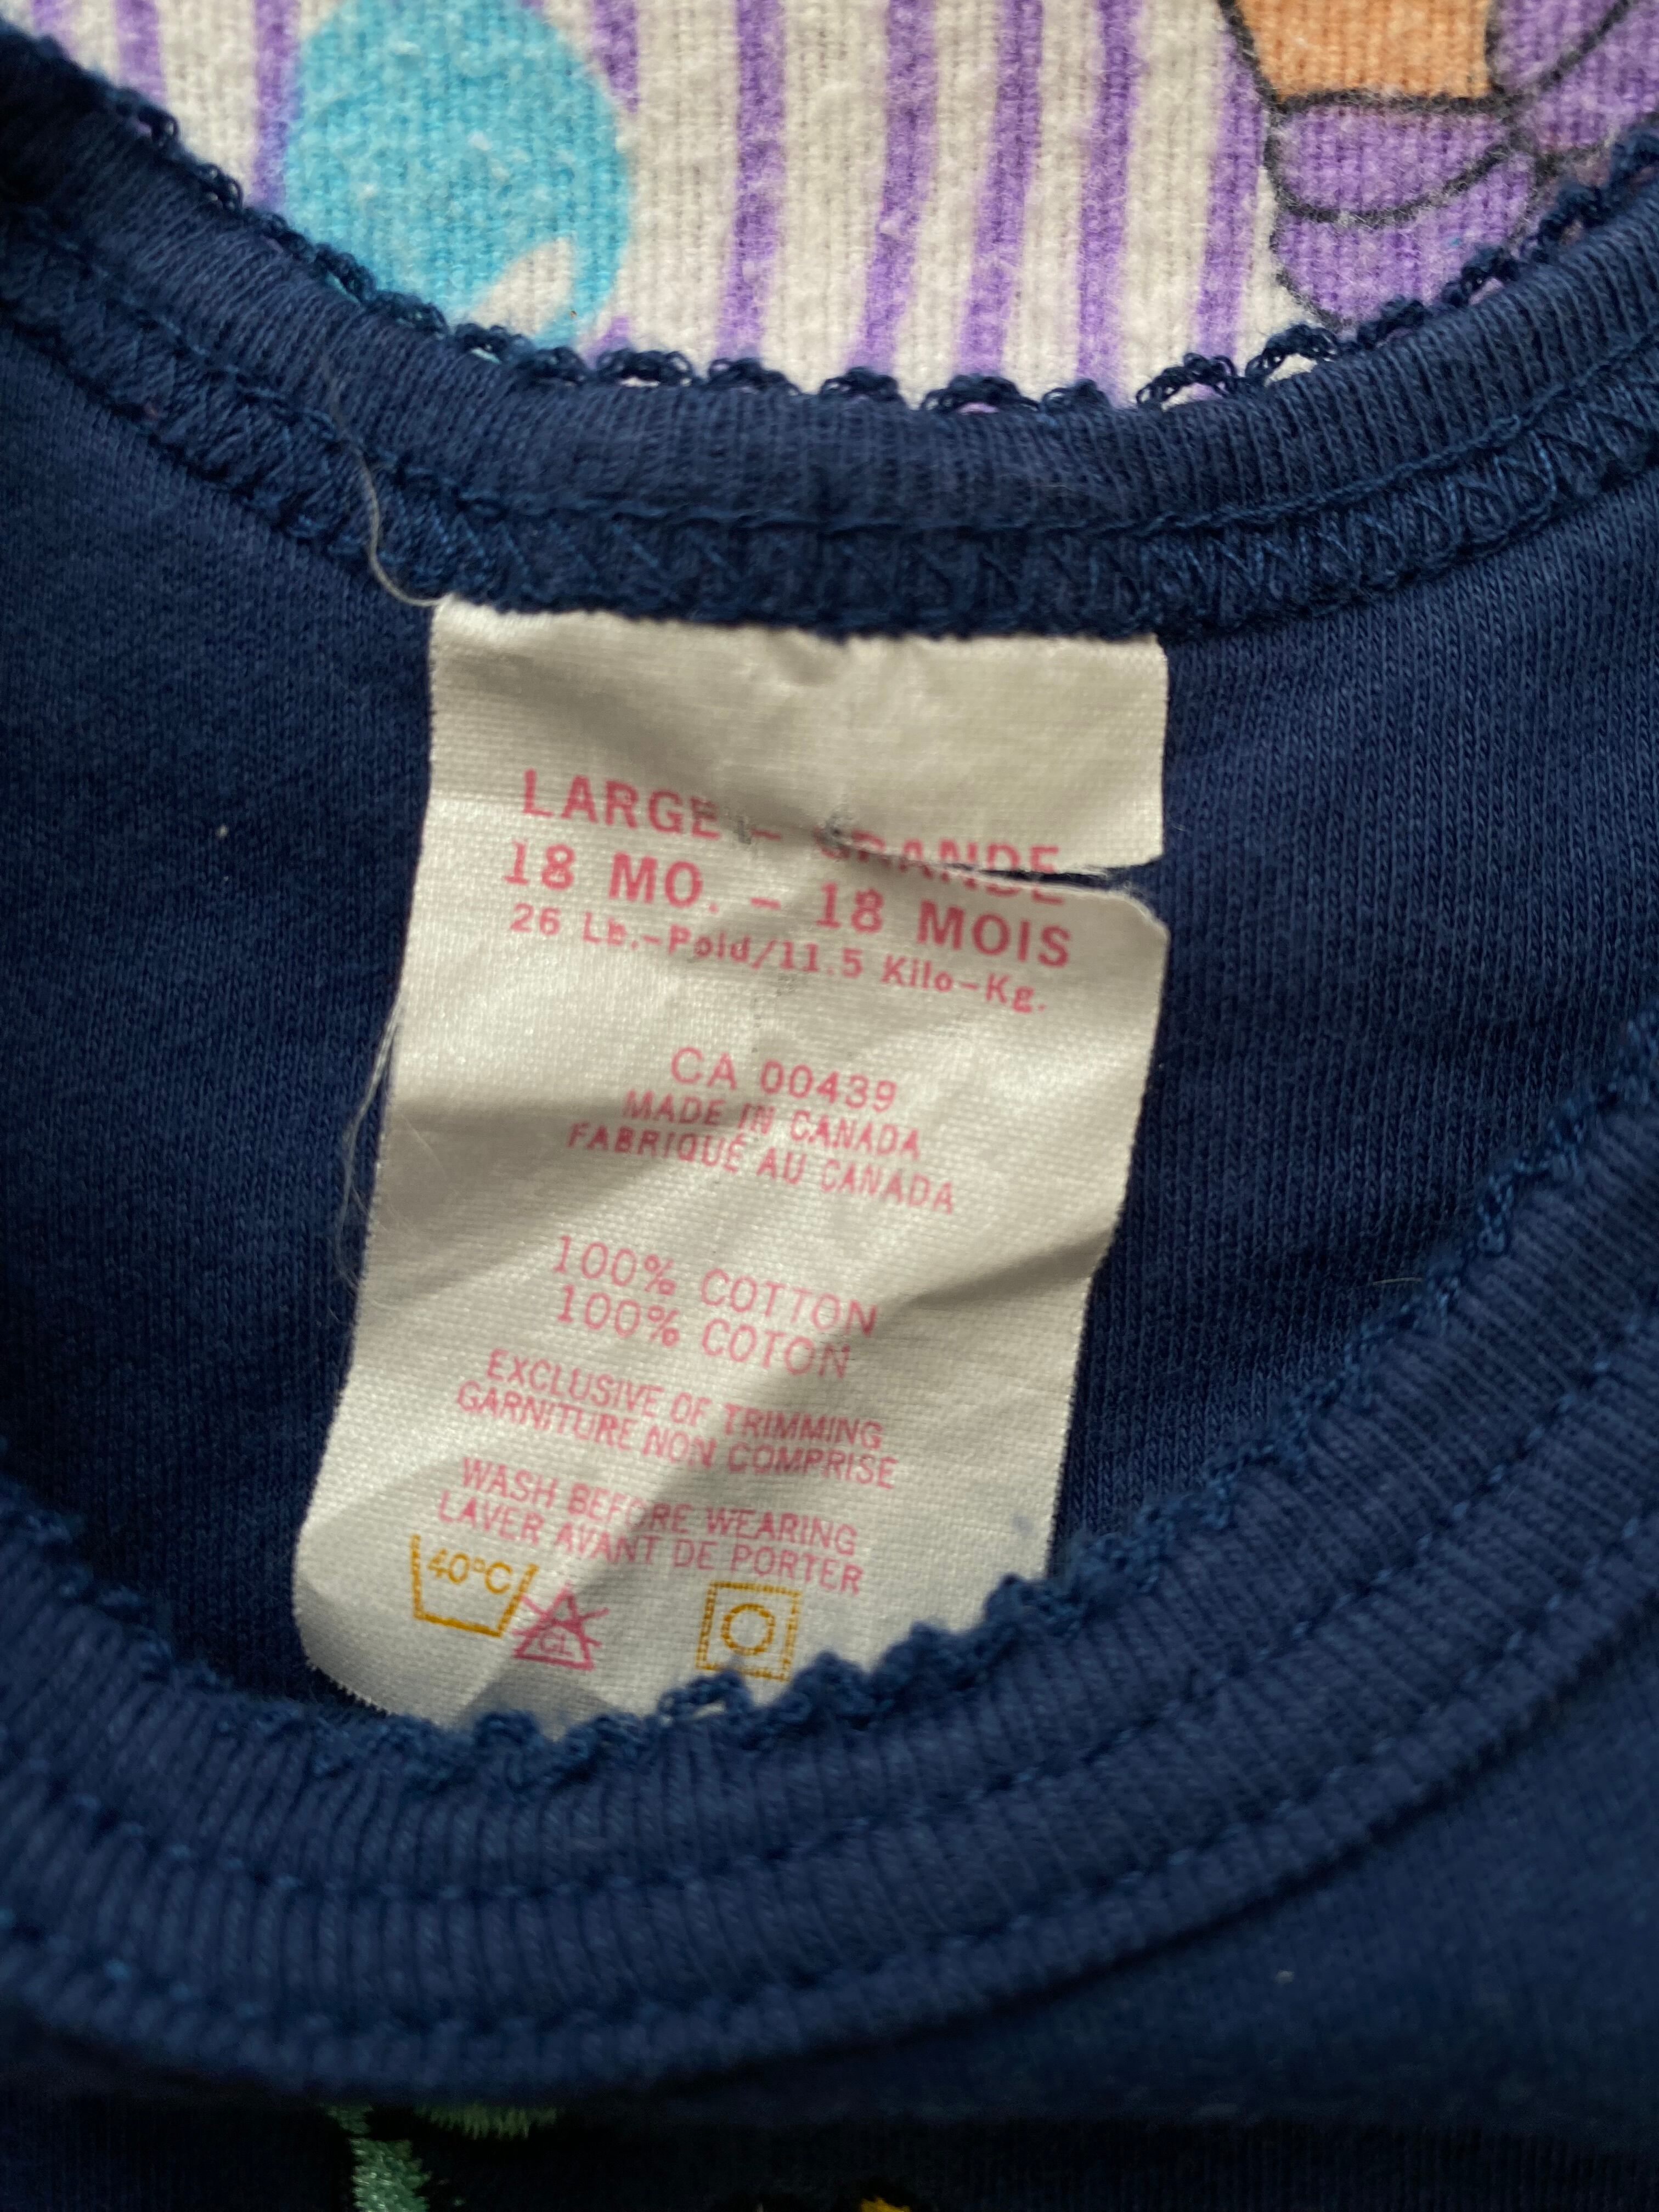 LARGE – GRANDE
18 MO. – 18 MOIS
26 Lb.-Poid/11.5 Kilo-Kg.
CA 00439
MADE IN CANADA
FABRIQUÉ AU CANADA
100% COTTON
100% COTON
EXCLUSIVE OF TRIMMING
GARNITURE NON COMPRISE
WASH BEFORE WEARING
LAVER AVANT DE PORTER
40°C CL